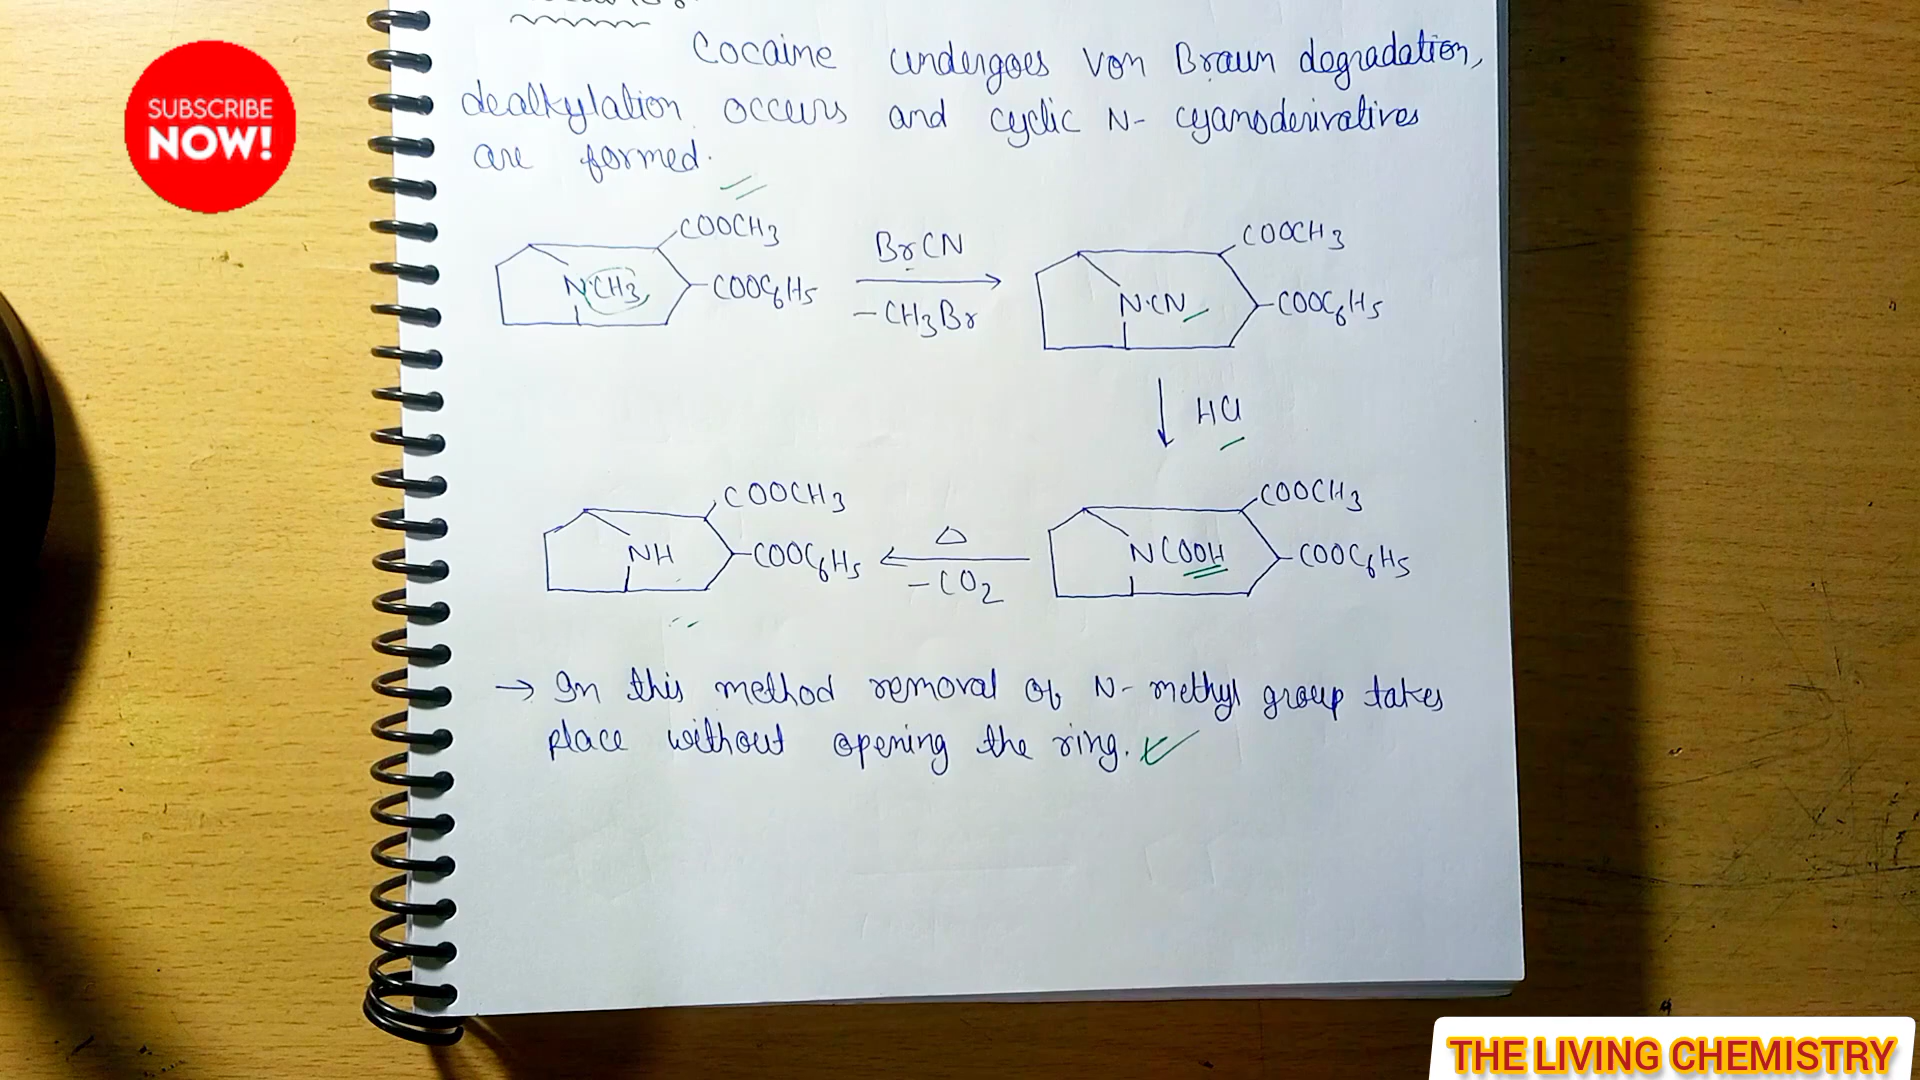 Cocaine undergoes von Braun degradation,
dealkylation occurs and cyclic N- cyanoderivatives
are formed.
COOCH3
N·CH3
COOC6H5
BrCN
-CH3Br
COOCH3
N·CN
COOC6H5
HCl
COOCH3
NH
COOC6H5
Δ
-CO2
COOCH3
NCOOH
COOC6H5
→ In this method removal of N- methyl group takes
place without opening the ring.
SUBSCRIBE
NOW!
THE LIVING CHEMISTRY